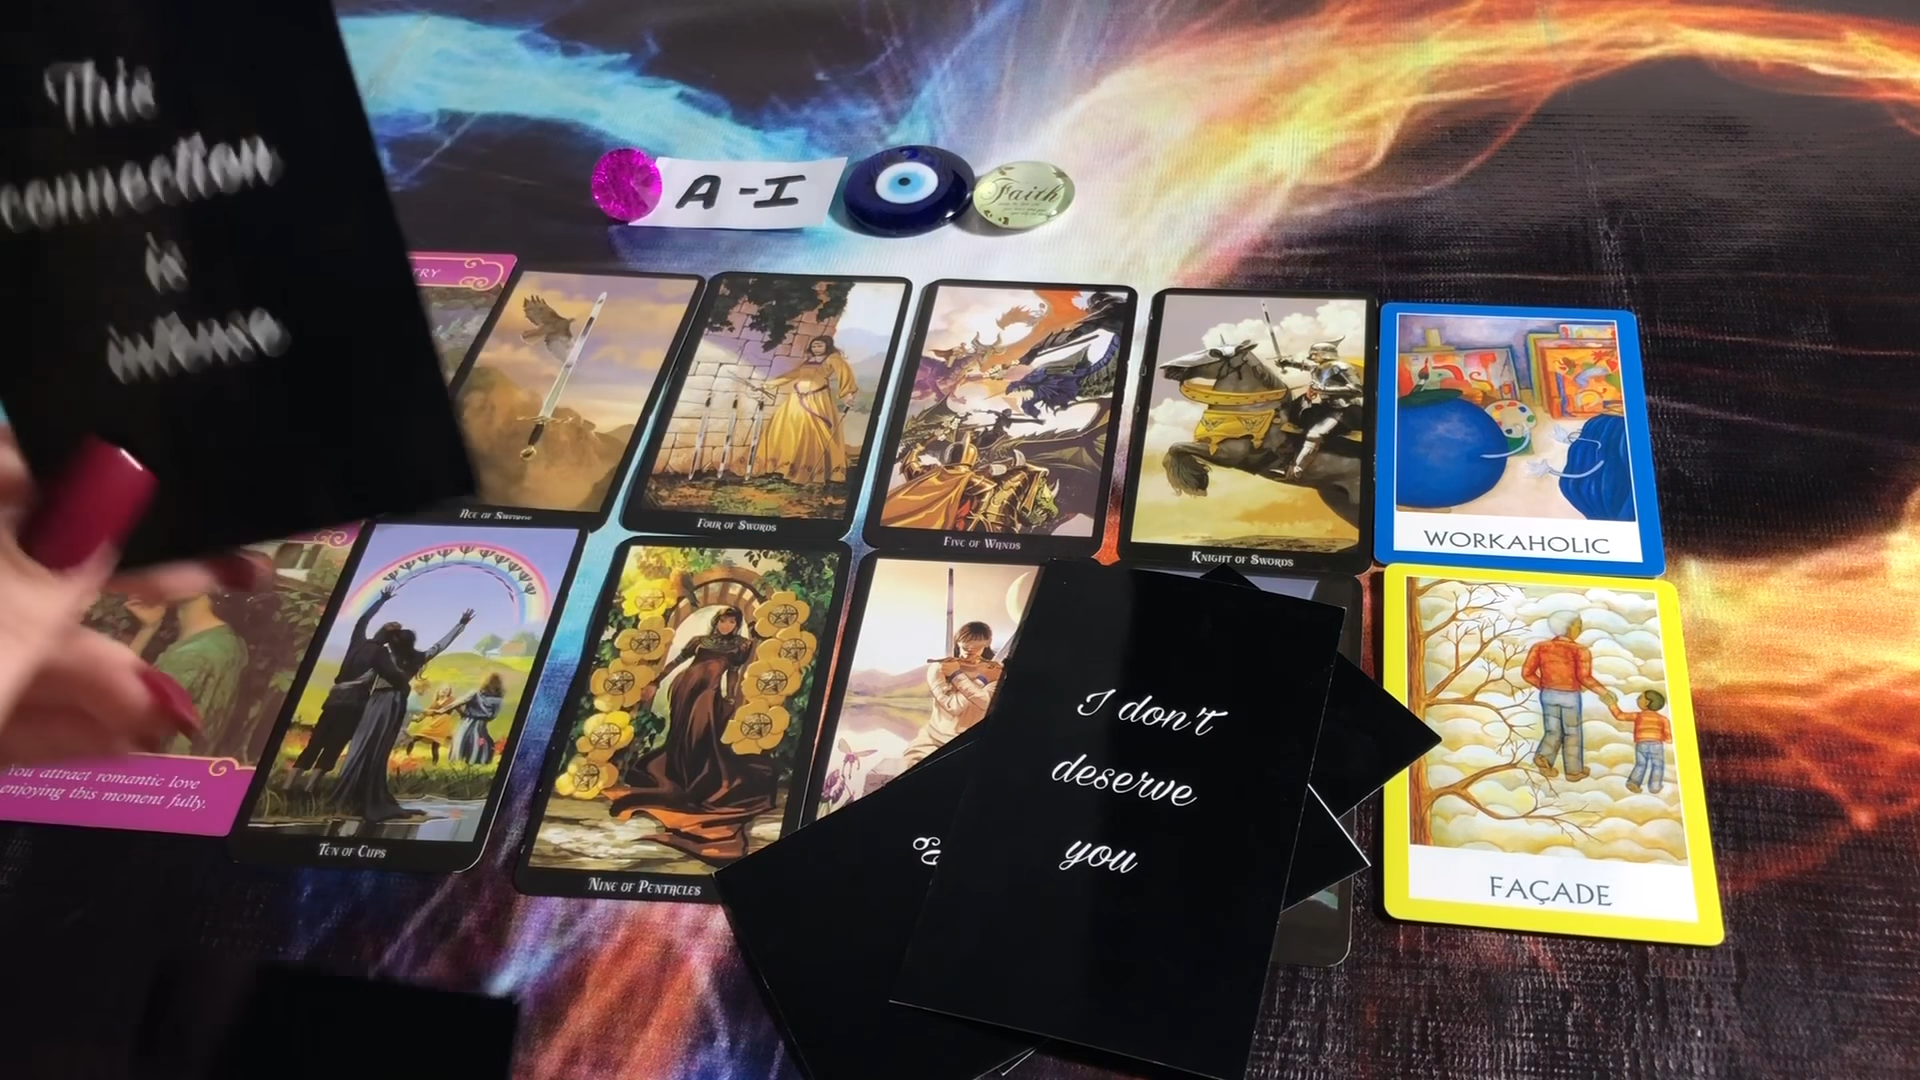 This
connection
is
intense
A-I
Faith
TRY
ACE OF SWORDS
FOUR OF SWORDS
FIVE OF WANDS
KNIGHT OF SWORDS
WORKAHOLIC
You attract romantic love
enjoying this moment fully.
TEN OF CUPS
NINE OF PENTACLES
I don't
deserve
you
FAÇADE